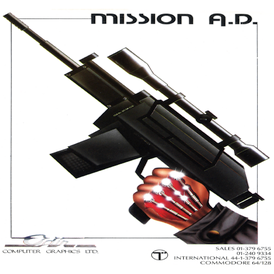 MISSION A.D.
COMPUTER GRAPHICS LTD.
SALES 01-379 6755
01-240 9334
INTERNATIONAL 44-1-379 6755
COMMODORE 64/128